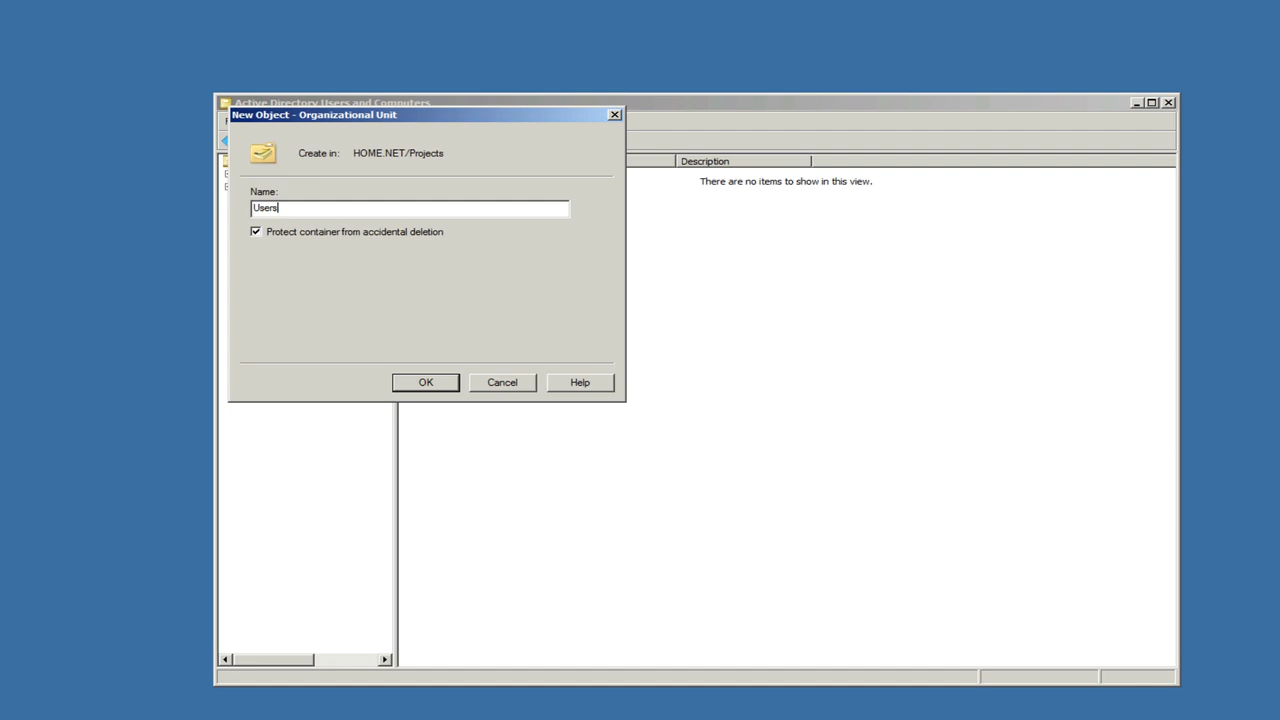 Active Directory Users and Computers
New Object - Organizational Unit
Create in: HOME.NET/Projects
Description
There are no items to show in this view.
Name:
Users
Protect container from accidental deletion
OK Cancel Help